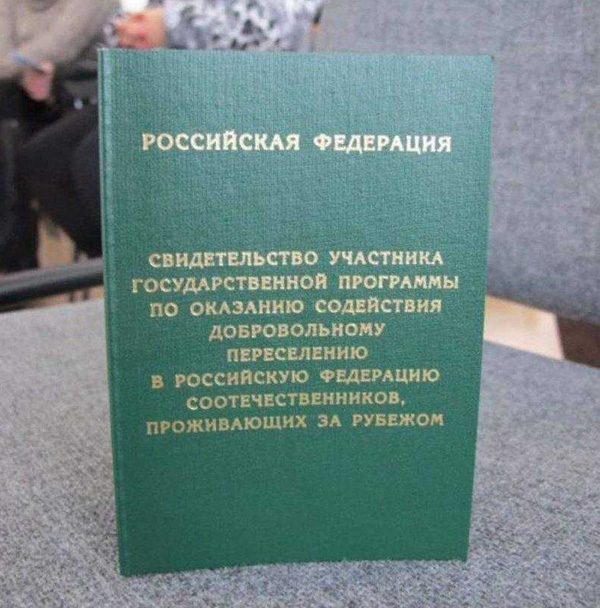 РОССИЙСКАЯ ФЕДЕРАЦИЯ
СВИДЕТЕЛЬСТВО УЧАСТНИКА
ГОСУДАРСТВЕННОЙ ПРОГРАММЫ
ПО ОКАЗАНИЮ СОДЕЙСТВИЯ
ДОБРОВОЛЬНОМУ
ПЕРЕСЕЛЕНИЮ
В РОССИЙСКУЮ ФЕДЕРАЦИЮ
СООТЕЧЕСТВЕННИКОВ,
ПРОЖИВАЮЩИХ ЗА РУБЕЖОМ